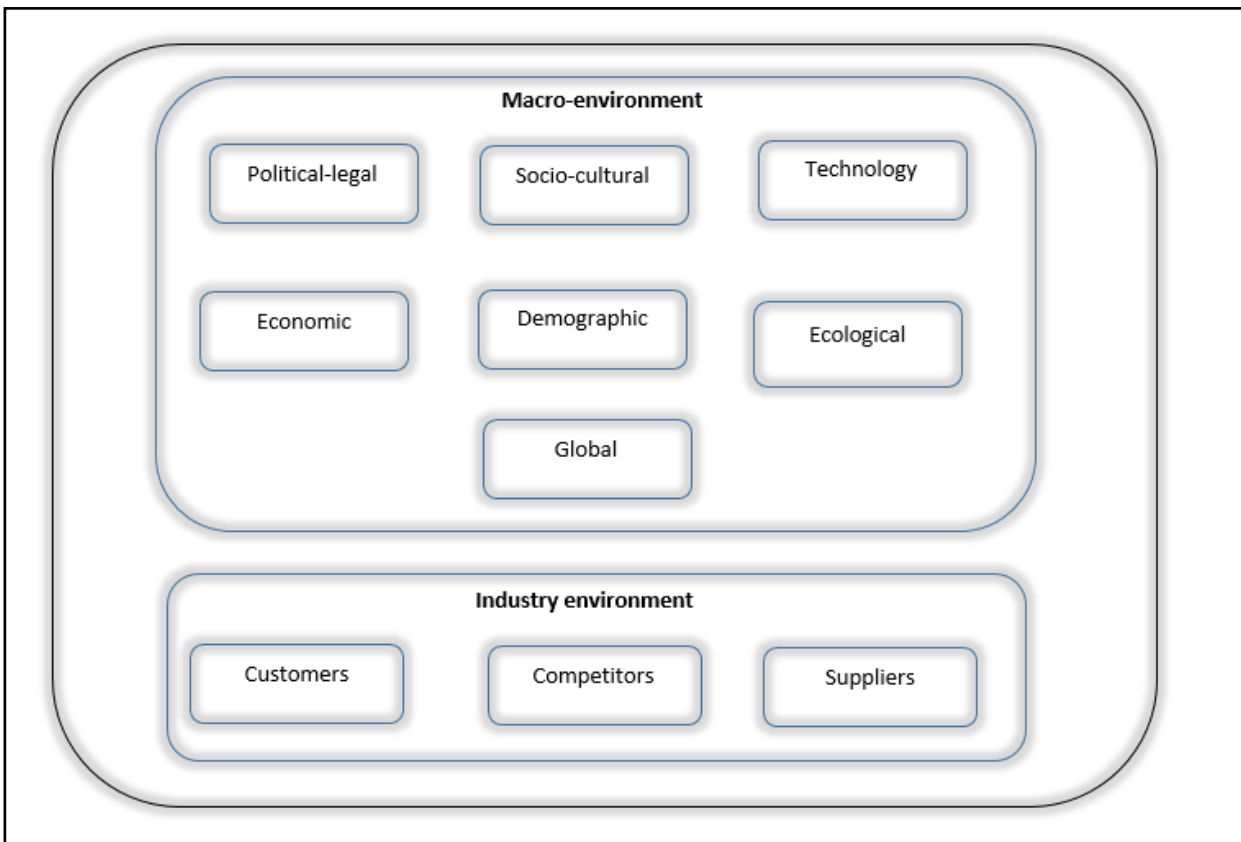 Macro-environment
Political-legal
Socio-cultural
Technology
Economic
Demographic
Ecological
Global
Industry environment
Customers
Competitors
Suppliers